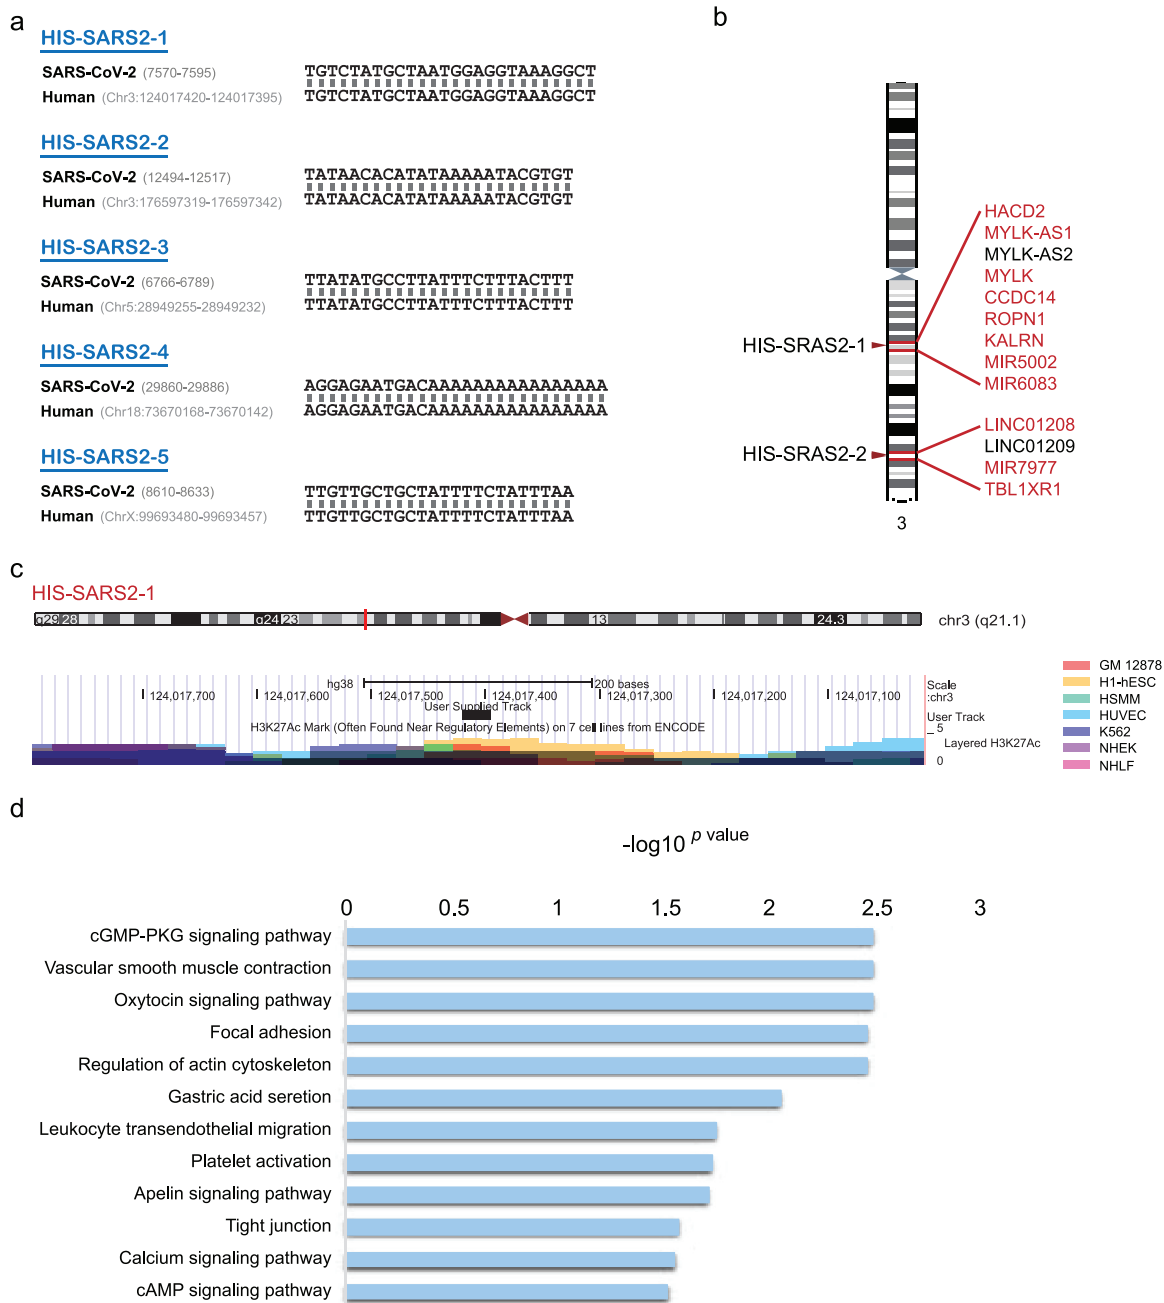 a
HIS-SARS2-1
SARS-CoV-2 (7570-7595) TGTCTATGCTAATGGAGGTAAAGGCT
Human (Chr3:124017420-124017395) TGTCTATGCTAATGGAGGTAAAGGCT
HIS-SARS2-2
SARS-CoV-2 (12494-12517) TATAACACATATAAAAATACGTGT
Human (Chr3:176597319-176597342) TATAACACATATAAAAATACGTGT
HIS-SARS2-3
SARS-CoV-2 (6766-6789) TTATATGCCTTATTTCTTTACTTT
Human (Chr5:28949255-28949232) TTATATGCCTTATTTCTTTACTTT
HIS-SARS2-4
SARS-CoV-2 (29860-29886) AGGAGAATGACAAAAAAAAAAAAAAAA
Human (Chr18:73670168-73670142) AGGAGAATGACAAAAAAAAAAAAAAAA
HIS-SARS2-5
SARS-CoV-2 (8610-8633) TTGTTGCTGCTATTTTCTATTTAA
Human (ChrX:99693480-99693457) TTGTTGCTGCTATTTTCTATTTAA
b
HACD2
MYLK-AS1
MYLK-AS2
MYLK
CCDC14
ROPN1
KALRN
MIR5002
MIR6083
HIS-SRAS2-1
LINC01208
LINC01209
MIR7977
TBL1XR1
HIS-SRAS2-2
3
c
HIS-SARS2-1
q29 28 q24 23 13 24.3 chr3 (q21.1)
hg38 200 bases Scale
124,017,700 124,017,600 124,017,500 124,017,400 124,017,300 124,017,200 124,017,100 :chr3
User Supplied Track User Track
H3K27Ac Mark (Often Found Near Regulatory Elements) on 7 cell lines from ENCODE 5
Layered H3K27Ac
0
GM 12878
H1-hESC
HSMM
HUVEC
K562
NHEK
NHLF
d
-log10 p value
0 0.5 1 1.5 2 2.5 3
cGMP-PKG signaling pathway
Vascular smooth muscle contraction
Oxytocin signaling pathway
Focal adhesion
Regulation of actin cytoskeleton
Gastric acid seretion
Leukocyte transendothelial migration
Platelet activation
Apelin signaling pathway
Tight junction
Calcium signaling pathway
cAMP signaling pathway